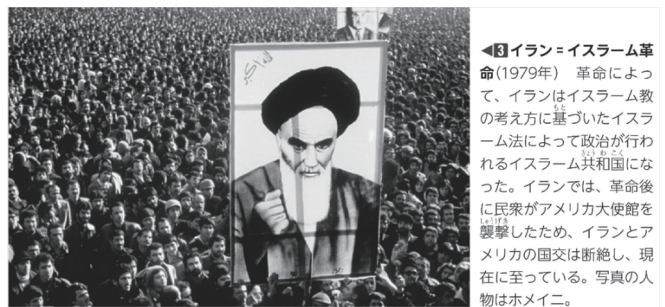 ◀3イラン=イスラーム革
命(1979年) 革命によっ
て、イランはイスラーム教
の考え方に基づいたイスラ
ーム法によって政治が行わ
れるイスラーム共和国にな
った。イランでは、革命後
に民衆がアメリカ大使館を
襲撃したため、イランとア
メリカの国交は断絶し、現
在に至っている。写真の人
物はホメイニ。